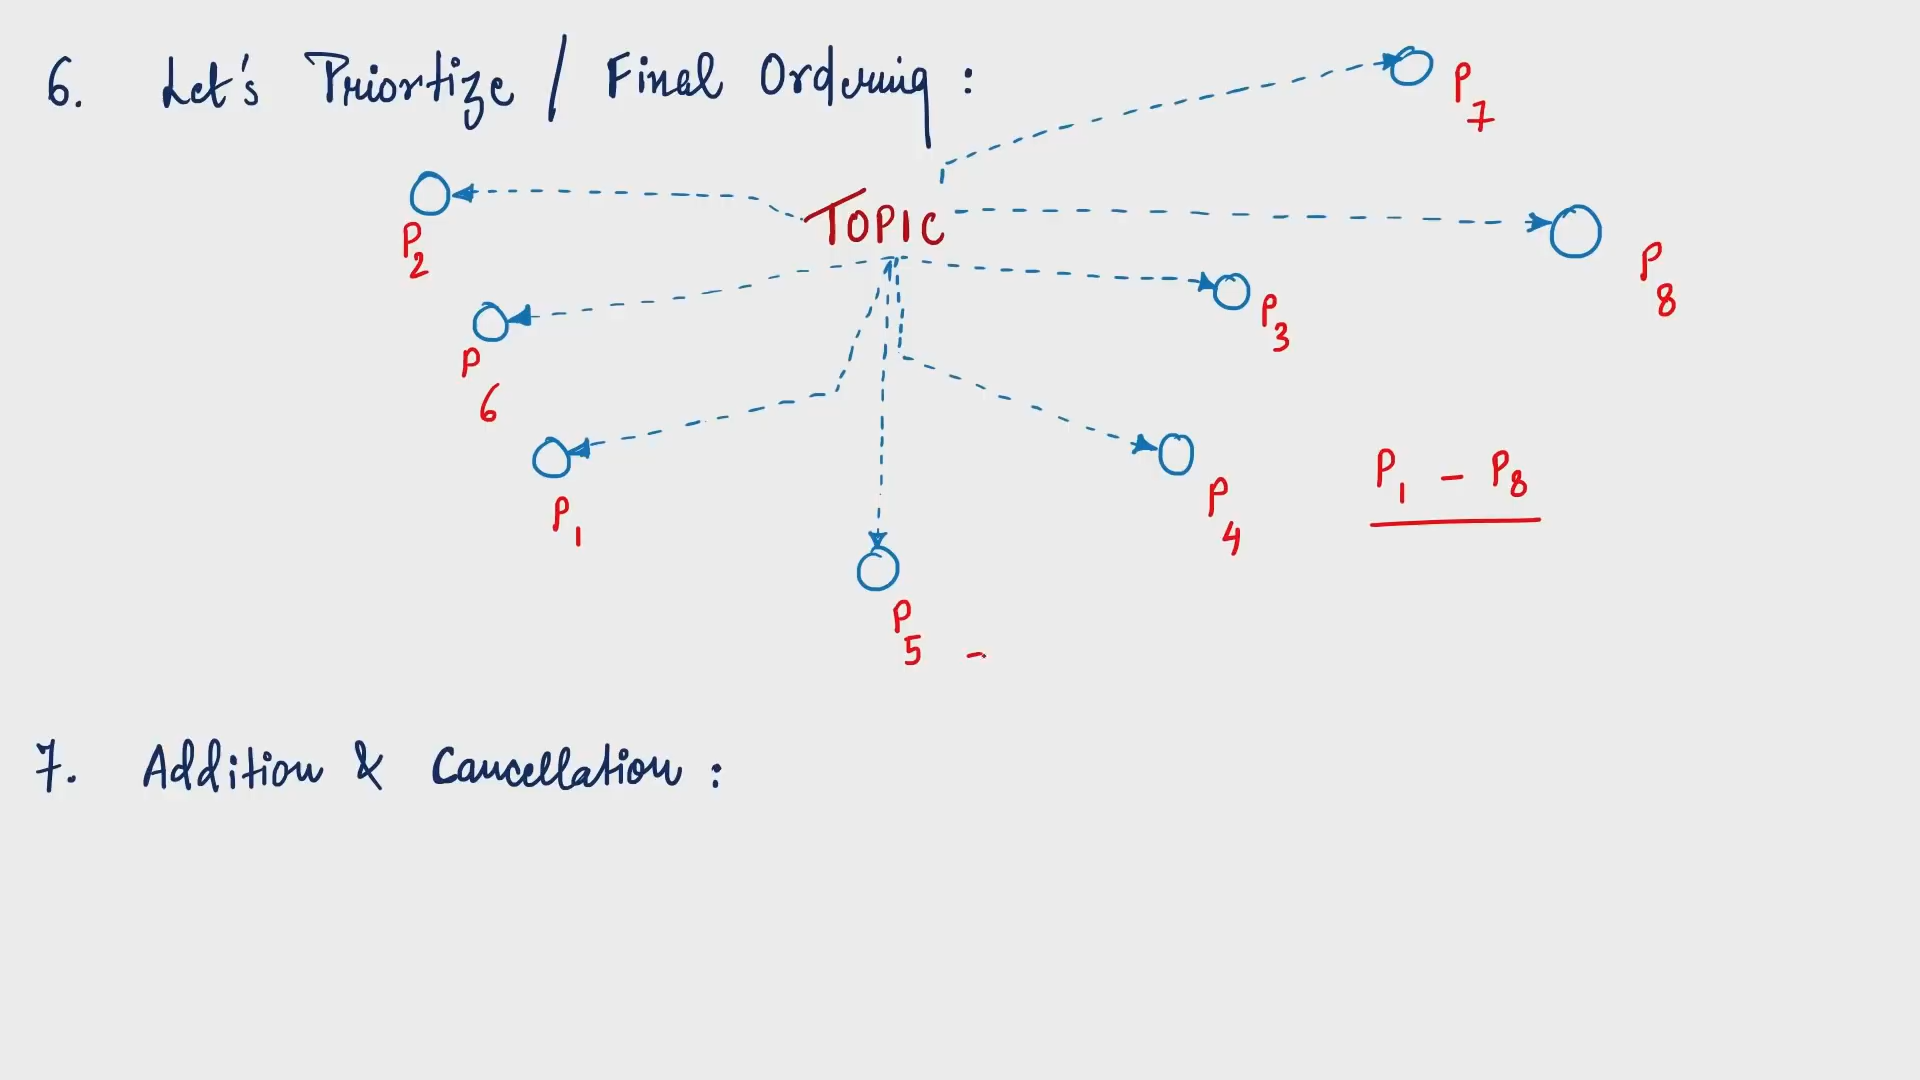 6. Let's Priortize / Final Ordering :
P7
P2
TOPIC
P8
P3
P6
P1
P4
P1 - P8
P5 -
7. Addition & Cancellation :